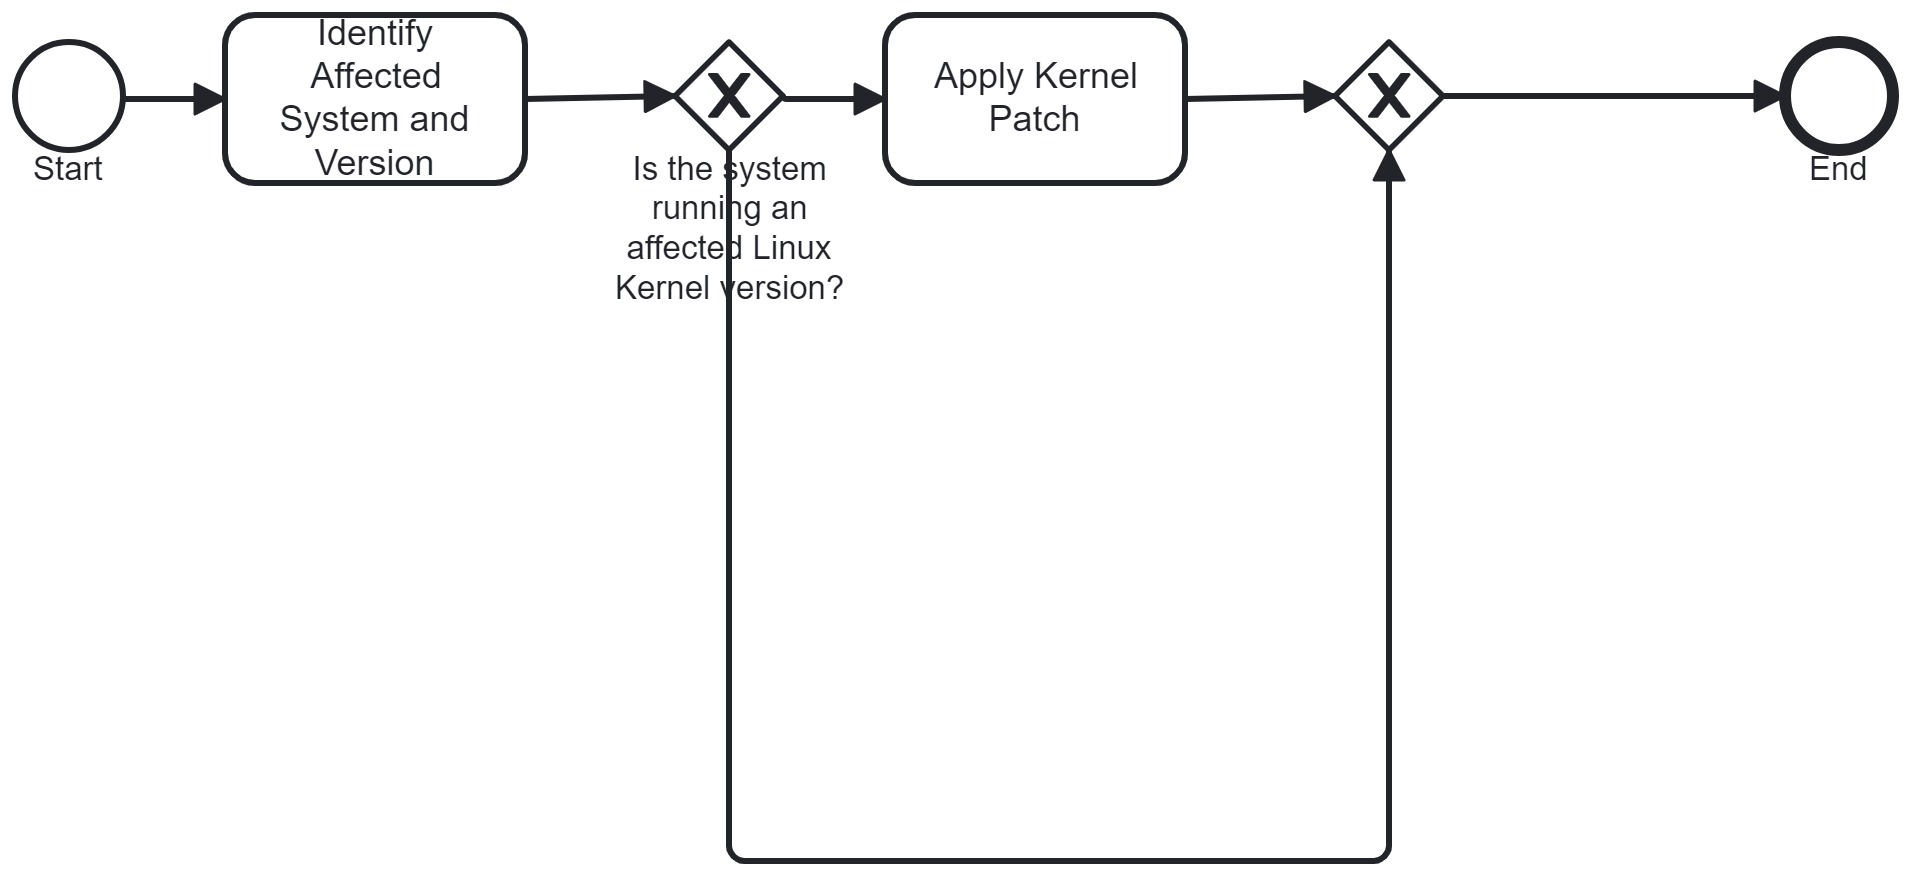 Start
Identify
Affected
System and
Version
X
Is the system
running an
affected Linux
Kernel version?
Apply Kernel
Patch
X
End